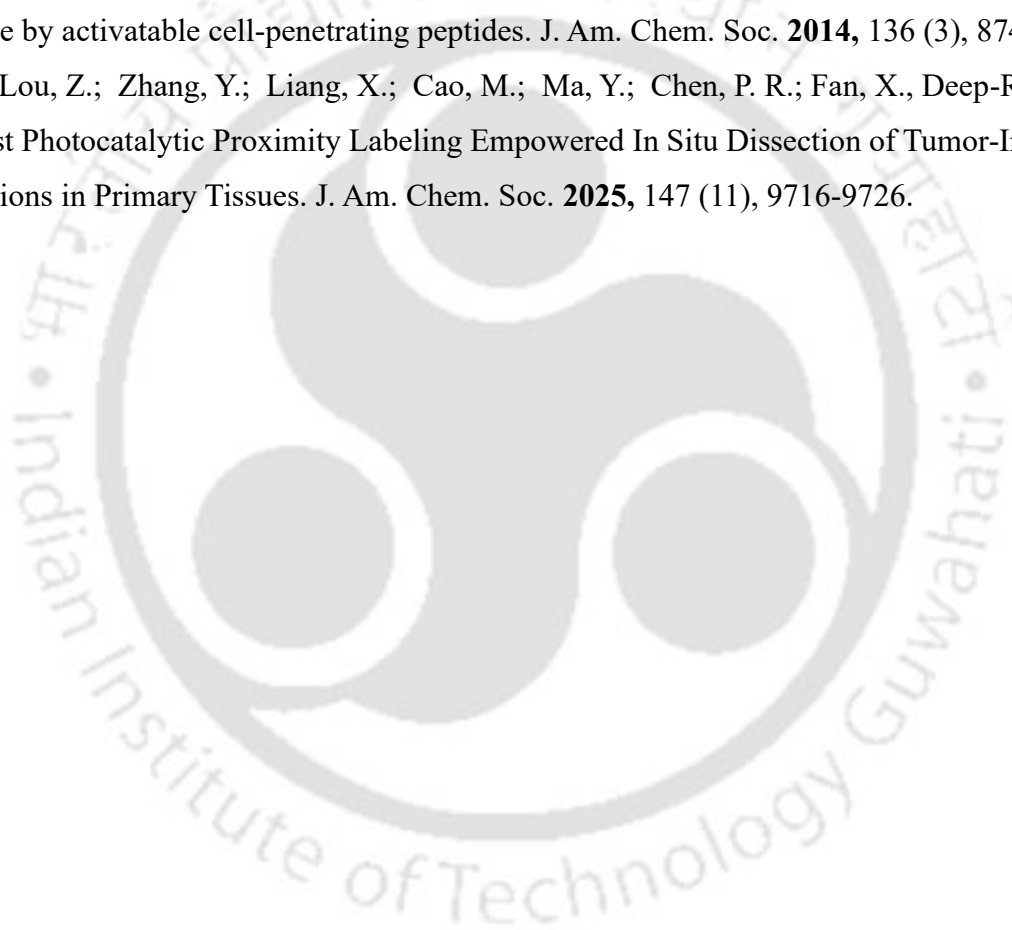 e by activatable cell-penetrating peptides. J. Am. Chem. Soc. 2014, 136 (3), 874
Lou, Z.; Zhang, Y.; Liang, X.; Cao, M.; Ma, Y.; Chen, P. R.; Fan, X., Deep-R
st Photocatalytic Proximity Labeling Empowered In Situ Dissection of Tumor-I
ions in Primary Tissues. J. Am. Chem. Soc. 2025, 147 (11), 9716-9726.
Indian Institute of Technology Guwahati